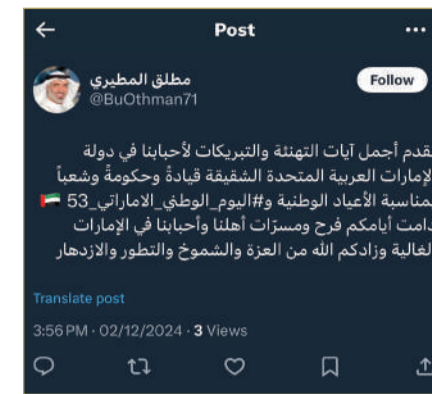 Post
مطلق المطيري
Follow
@BuOthman71
نقدم أجمل آيات التهنئة والتبريكات لأحبابنا في دولة
الإمارات العربية المتحدة الشقيقة قيادةً وحكومةً وشعباً
بمناسبة الأعياد الوطنية و#اليوم_الوطني_الاماراتي_53 🇦🇪
دامت أيامكم فرح ومسرّات أهلنا وأحبابنا في الإمارات
الغالية وزادكم الله من العزة والشموخ والتطور والازدهار
Translate post
3:56 PM · 02/12/2024 · 3 Views